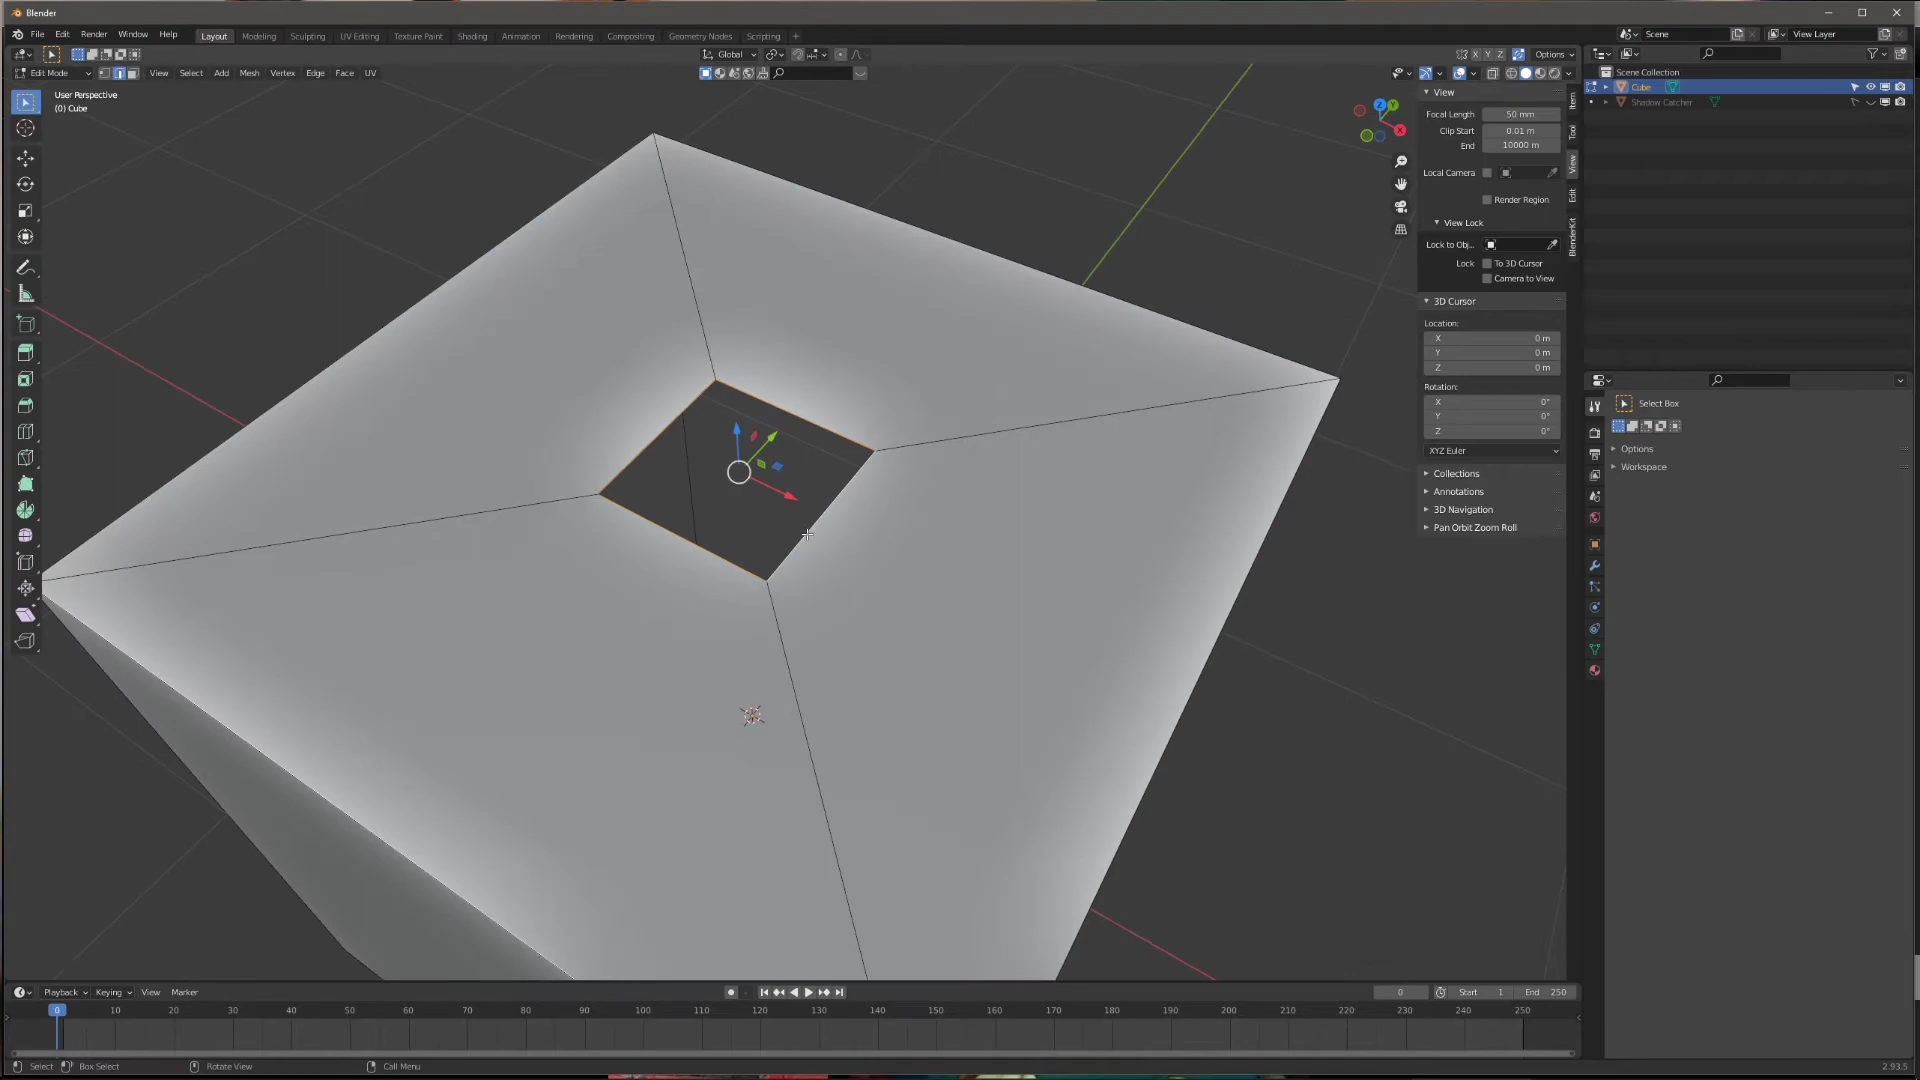 Blender
File Edit Render Window Help Layout Modeling Sculpting UV Editing Texture Paint Shading Animation Rendering Compositing Geometry Nodes Scripting + Scene View Layer
Global X Y Z Options
Edit Mode View Select Add Mesh Vertex Edge Face UV
User Perspective
(0) Cube
Z Y X
View
Focal Length 50 mm
Clip Start 0.01 m
End 10000 m
Local Camera
Render Region
View Lock
Lock to Obj...
Lock To 3D Cursor
Camera to View
3D Cursor
Location:
X 0 m
Y 0 m
Z 0 m
Rotation:
X 0°
Y 0°
Z 0°
XYZ Euler
Collections
Annotations
3D Navigation
Pan Orbit Zoom Roll
Item
Tool
View
Edit
BlenderKit
Scene Collection
Cube
Shadow Catcher
Select Box
Options
Workspace
Playback Keying View Marker 0 Start 1 End 250
0 10 20 30 40 50 60 70 80 90 100 110 120 130 140 150 160 170 180 190 200 210 220 230 240 250
Select Box Select Rotate View Call Menu 2.93.5